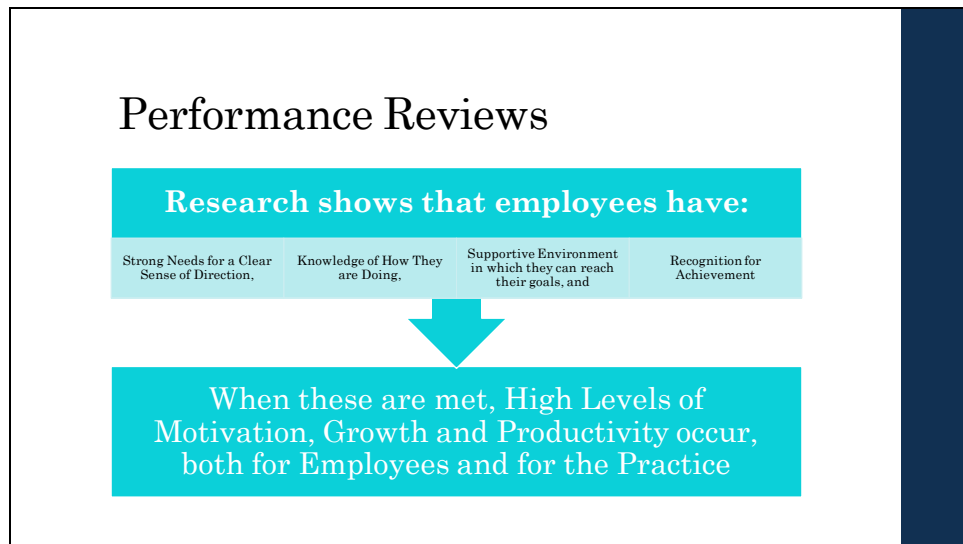 Performance Reviews
Research shows that employees have:
Strong Needs for a Clear
Sense of Direction,
Knowledge of How They
are Doing,
Supportive Environment
in which they can reach
their goals, and
Recognition for
Achievement
When these are met, High Levels of
Motivation, Growth and Productivity occur,
both for Employees and for the Practice